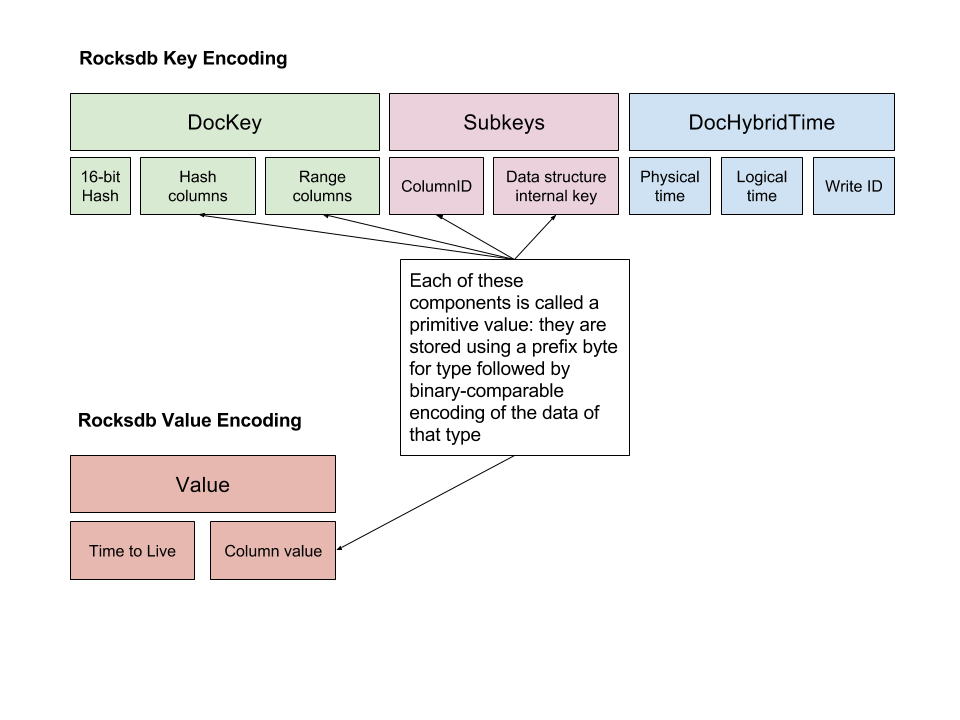 Rocksdb Key Encoding
DocKey
Subkeys
DocHybridTime
16-bit
Hash
Hash
columns
Range
columns
ColumnID
Data structure
internal key
Physical
time
Logical
time
Write ID
Each of these
components is called a
primitive value: they are
stored using a prefix byte
for type followed by
binary-comparable
encoding of the data of
that type
Rocksdb Value Encoding
Value
Time to Live
Column value